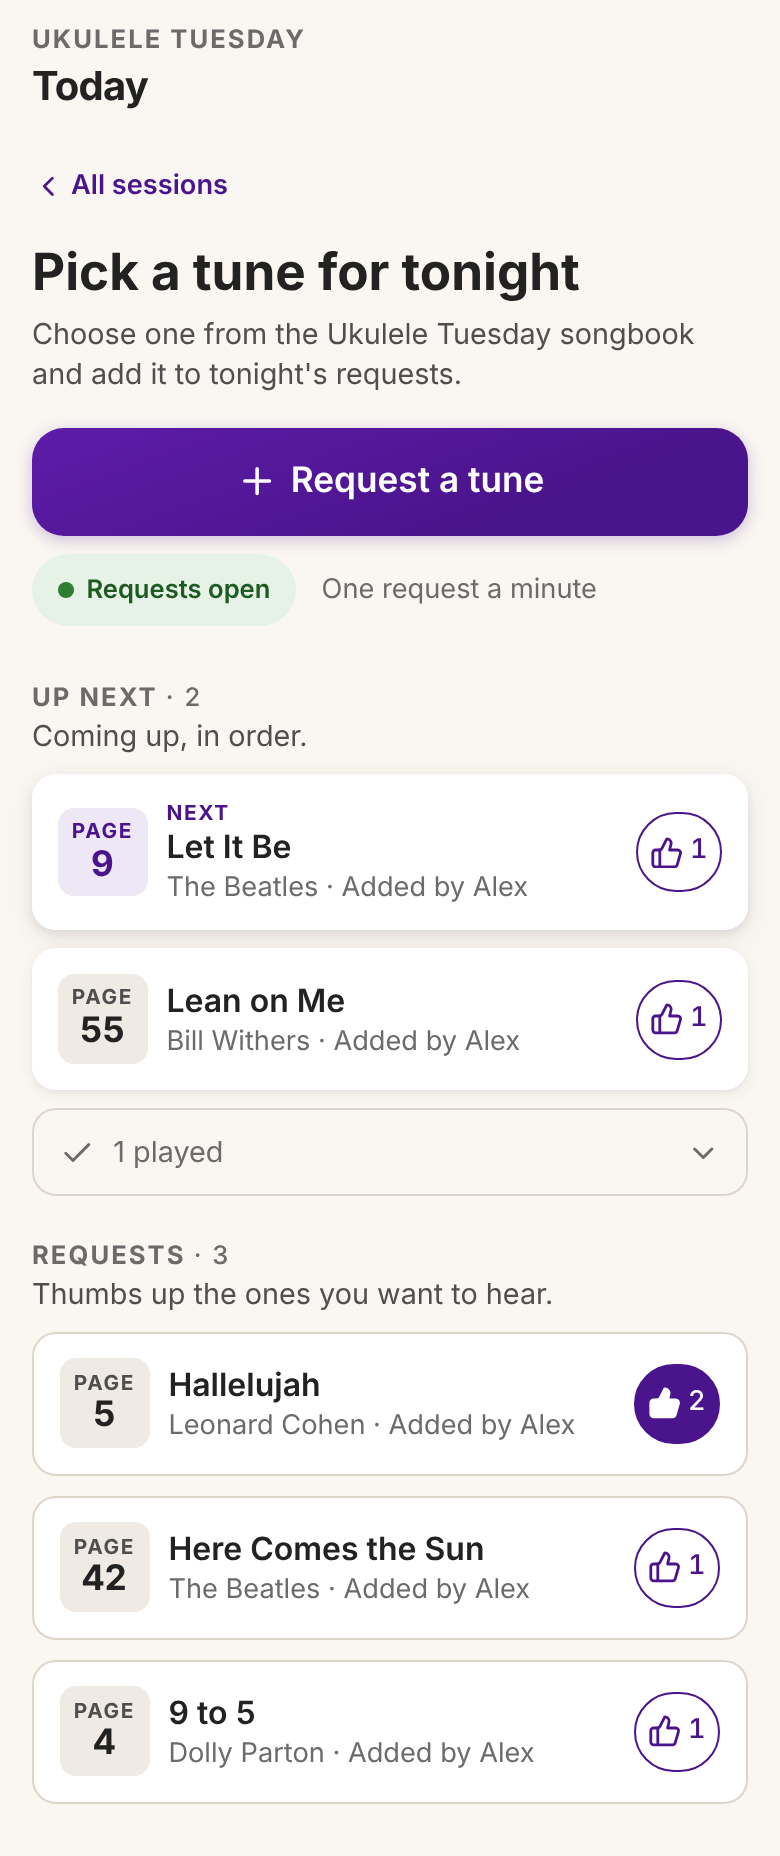 UKULELE TUESDAY
Today
All sessions
Pick a tune for tonight
Choose one from the Ukulele Tuesday songbook
and add it to tonight's requests.
Request a tune
Requests open One request a minute
UP NEXT · 2
Coming up, in order.
PAGE
9
NEXT
Let It Be
The Beatles · Added by Alex
1
PAGE
55
Lean on Me
Bill Withers · Added by Alex
1
1 played
REQUESTS · 3
Thumbs up the ones you want to hear.
PAGE
5
Hallelujah
Leonard Cohen · Added by Alex
2
PAGE
42
Here Comes the Sun
The Beatles · Added by Alex
1
PAGE
4
9 to 5
Dolly Parton · Added by Alex
1